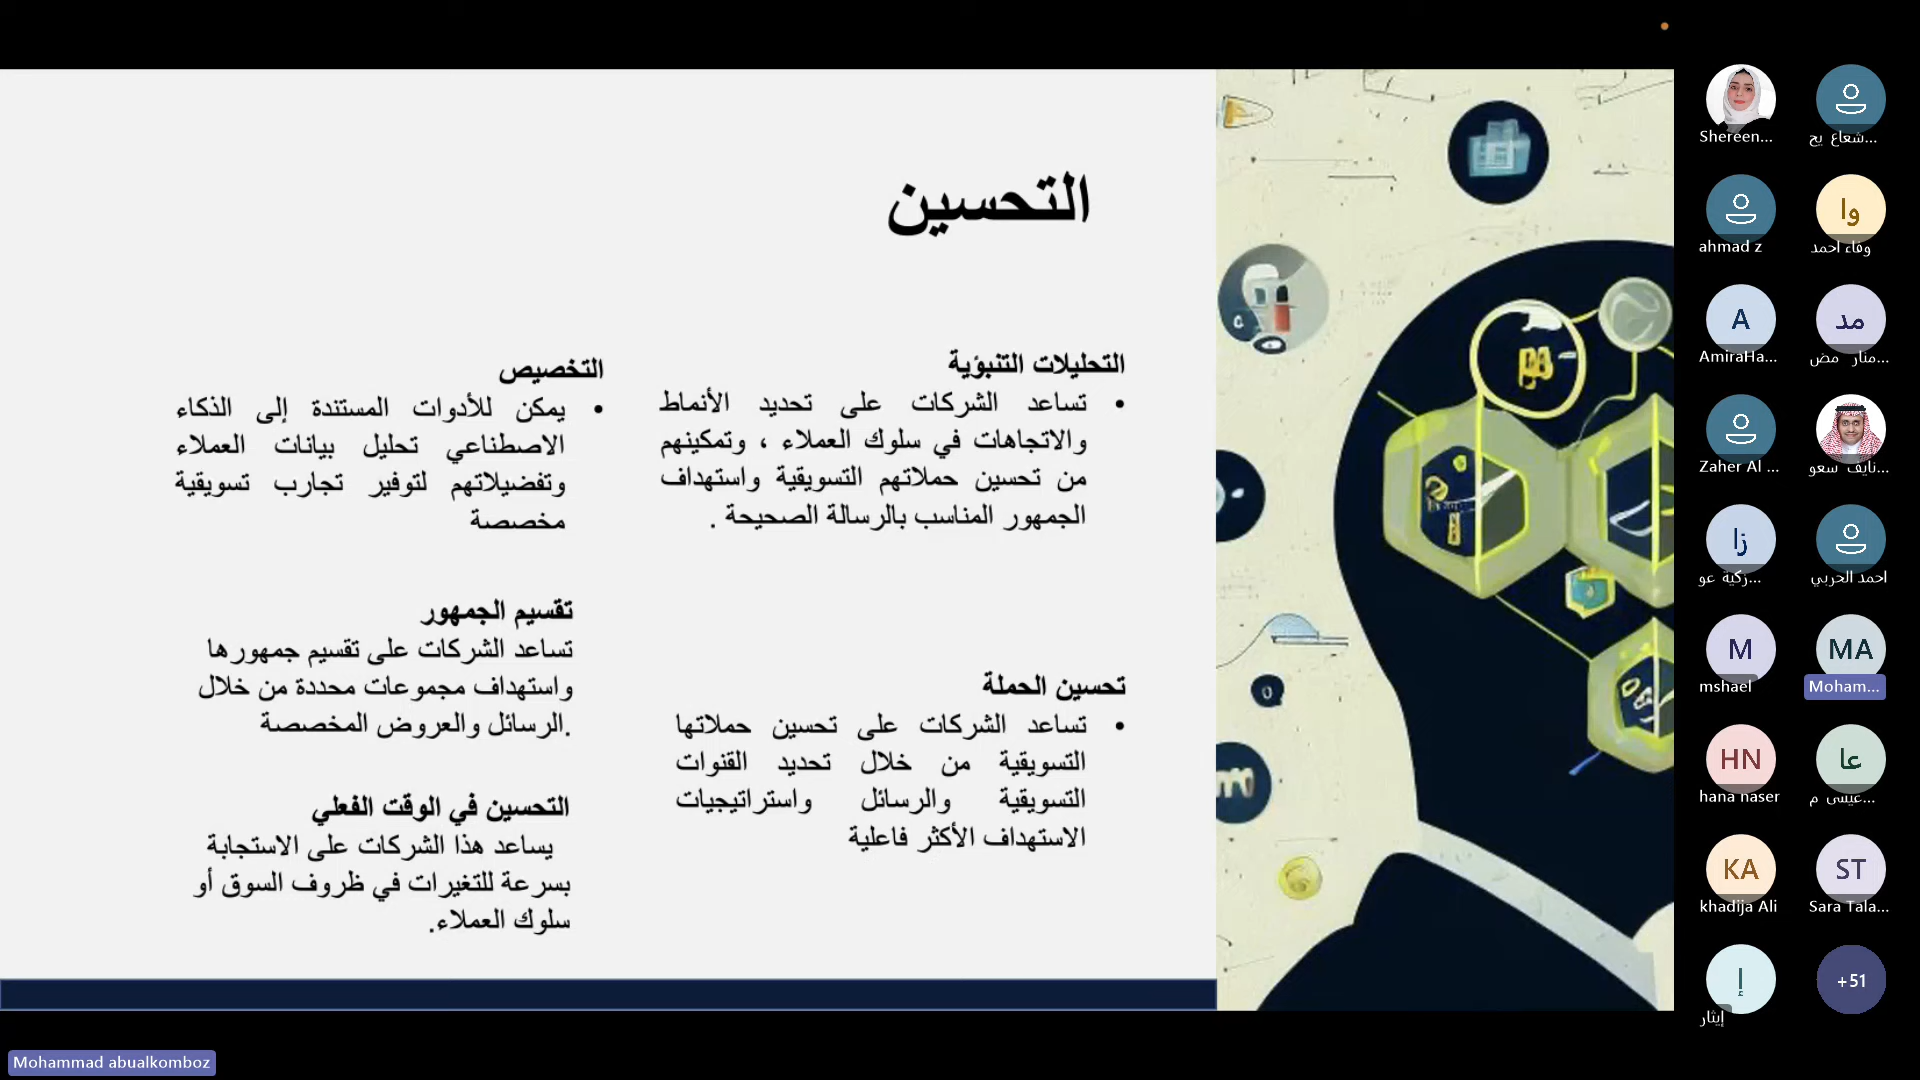 التحسين
التحليلات التنبؤية
• تساعد الشركات على تحديد الأنماط
والاتجاهات في سلوك العملاء ، وتمكينهم
من تحسين حملاتهم التسويقية واستهداف
الجمهور المناسب بالرسالة الصحيحة .
تحسين الحملة
• تساعد الشركات على تحسين حملاتها
التسويقية من خلال تحديد القنوات
التسويقية والرسائل واستراتيجيات
الاستهداف الأكثر فاعلية
التخصيص
• يمكن للأدوات المستندة إلى الذكاء
الاصطناعي تحليل بيانات العملاء
وتفضيلاتهم لتوفير تجارب تسويقية
مخصصة
تقسيم الجمهور
تساعد الشركات على تقسيم جمهورها
واستهداف مجموعات محددة من خلال
.الرسائل والعروض المخصصة
التحسين في الوقت الفعلي
يساعد هذا الشركات على الاستجابة
بسرعة للتغيرات في ظروف السوق أو
سلوك العملاء.
Shereen...
شعاع يح...
ahmad z
وا
وفاء احمد
A
AmiraHa...
مد
منار مض...
Zaher Al ...
نايف سعو...
زا
زكية عو...
احمد الحربي
M
mshael
MA
Moham...
HN
hana naser
عا
عيسى م...
KA
khadija Ali
ST
Sara Tala...
إ
إيثار
+51
Mohammad abualkomboz